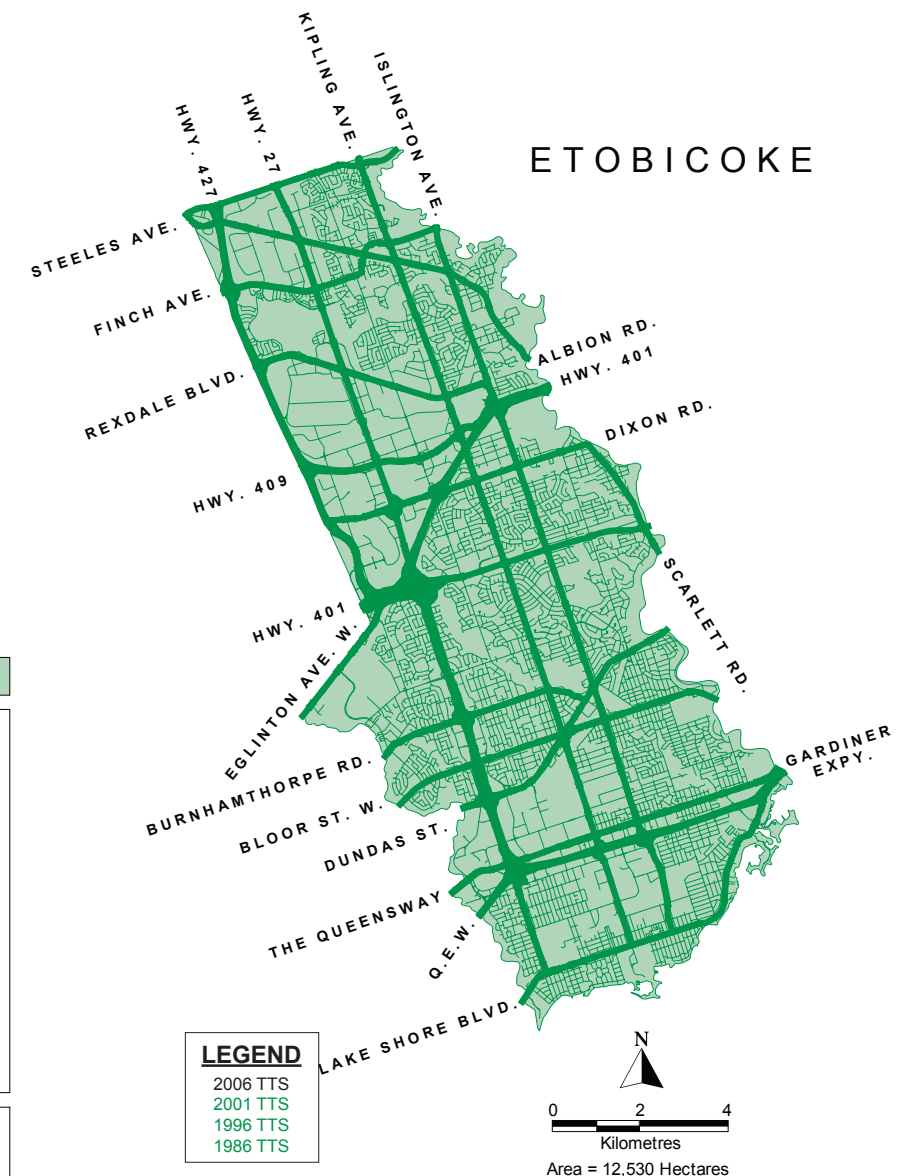 KIPLING AVE.
ISLINGTON AVE.
HWY. 27
HWY. 427
ETOBICOKE
STEELES AVE.
FINCH AVE.
ALBION RD.
HWY. 401
REXDALE BLVD.
DIXON RD.
HWY. 409
SCARLETT RD.
HWY. 401
EGLINTON AVE. W.
GARDINER
EXPY.
BURNHAMTHORPE RD.
BLOOR ST. W.
DUNDAS ST.
THE QUEENSWAY
Q.E.W.
LAKE SHORE BLVD.
LEGEND
2006 TTS
2001 TTS
1996 TTS
1986 TTS
N
0 2 4
Kilometres
Area = 12,530 Hectares